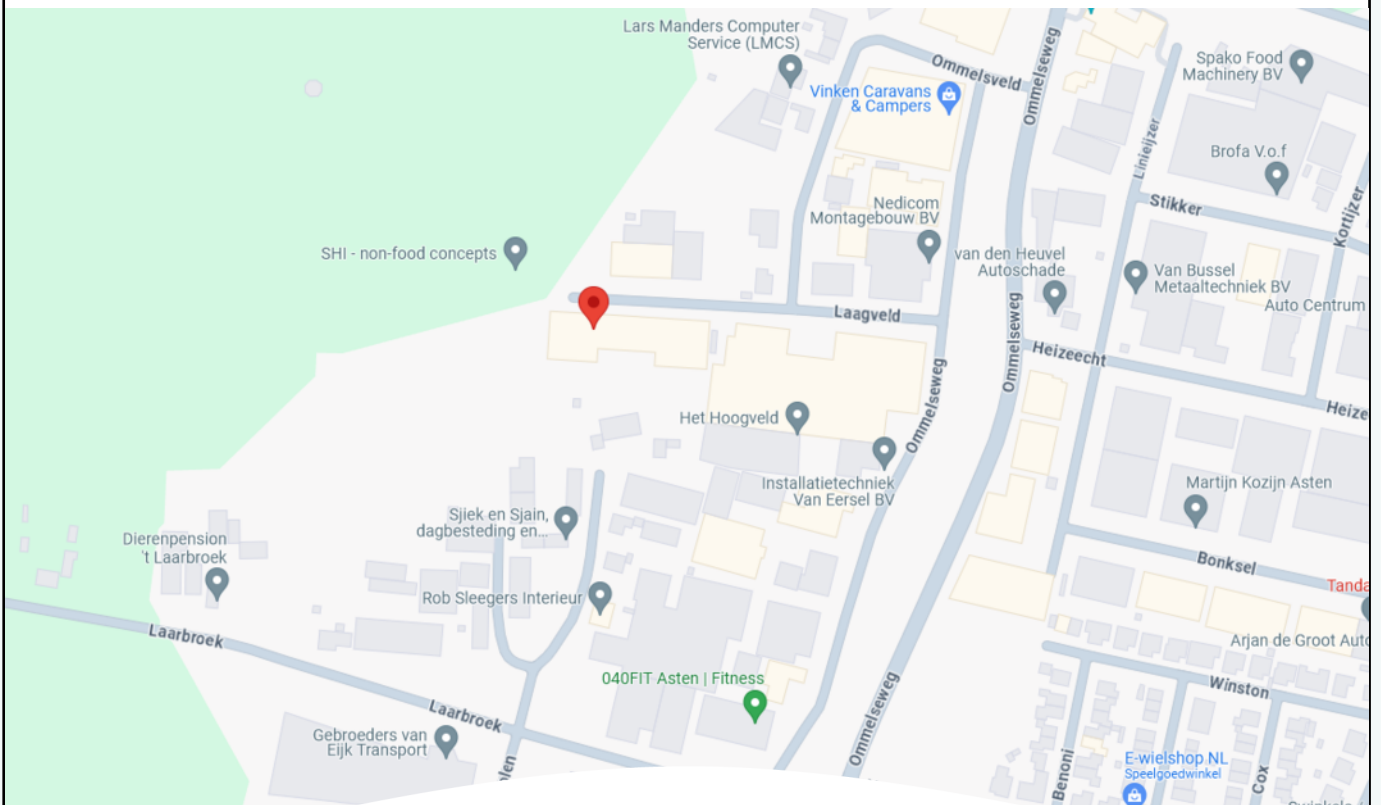 Lars Manders Computer
Service (LMCS)
Ommelsveld
Ommelseweg
Spako Food
Machinery BV
Vinken Caravans
& Campers
Linieijzer
Brofa V.o.f
Nedicom
Montagebouw BV
Stikker
Kortijzer
SHI - non-food concepts
van den Heuvel
Autoschade
Van Bussel
Metaaltechniek BV
Auto Centrum
Laagveld
Ommelseweg
Heizeecht
Ommelseweg
Heize
Het Hoogveld
Installatietechniek
Van Eersel BV
Martijn Kozijn Asten
Sjiek en Sjain,
dagbesteding en...
Dierenpension
't Laarbroek
Bonksel
Tanda
Rob Sleegers Interieur
Laarbroek
Arjan de Groot Auto
040FIT Asten | Fitness
Winston
Laarbroek
Ommelseweg
Gebroeders van
Eijk Transport
olen
Benoni
E-wielshop NL
Speelgoedwinkel
Cox